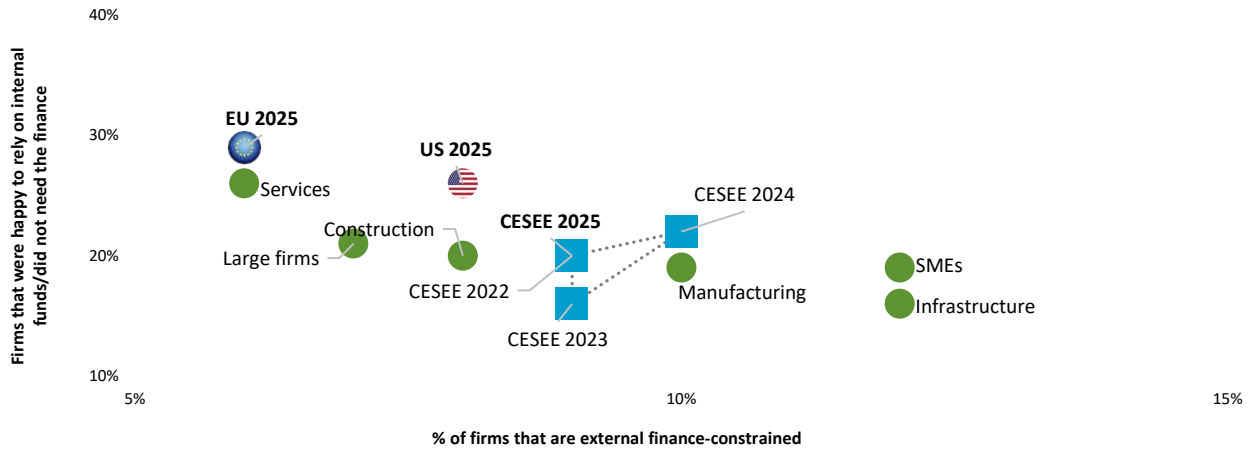 40%
Firms that were happy to rely on internal
funds/did not need the finance
EU 2025
30%
US 2025
Services
CESEE 2024
CESEE 2025
Construction
Large firms
20%
SMEs
CESEE 2022
Manufacturing
Infrastructure
CESEE 2023
10%
5%
10%
15%
% of firms that are external finance-constrained